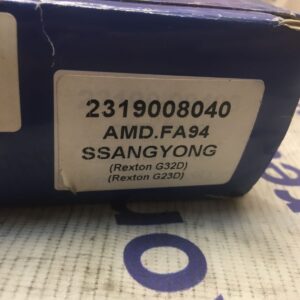 2319008040
AMD.FA94
SSANGYONG
(Rexton G32D)
(Rexton G23D)